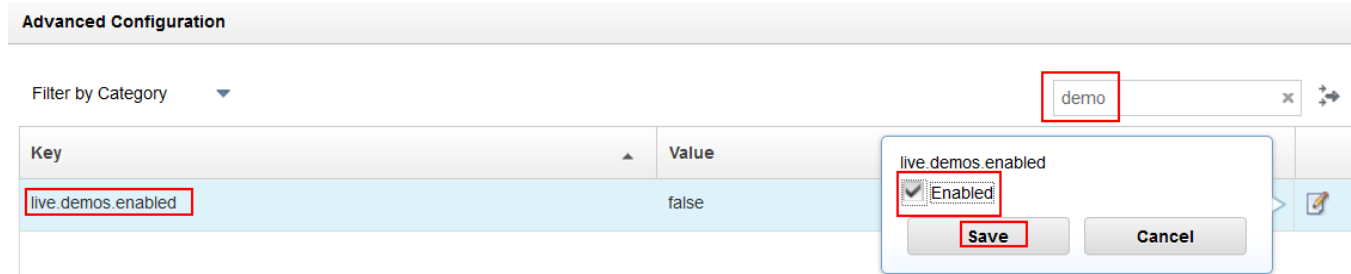 Advanced Configuration
Filter by Category
demo
Key
Value
live.demos.enabled
false
live.demos.enabled
Enabled
Save Cancel